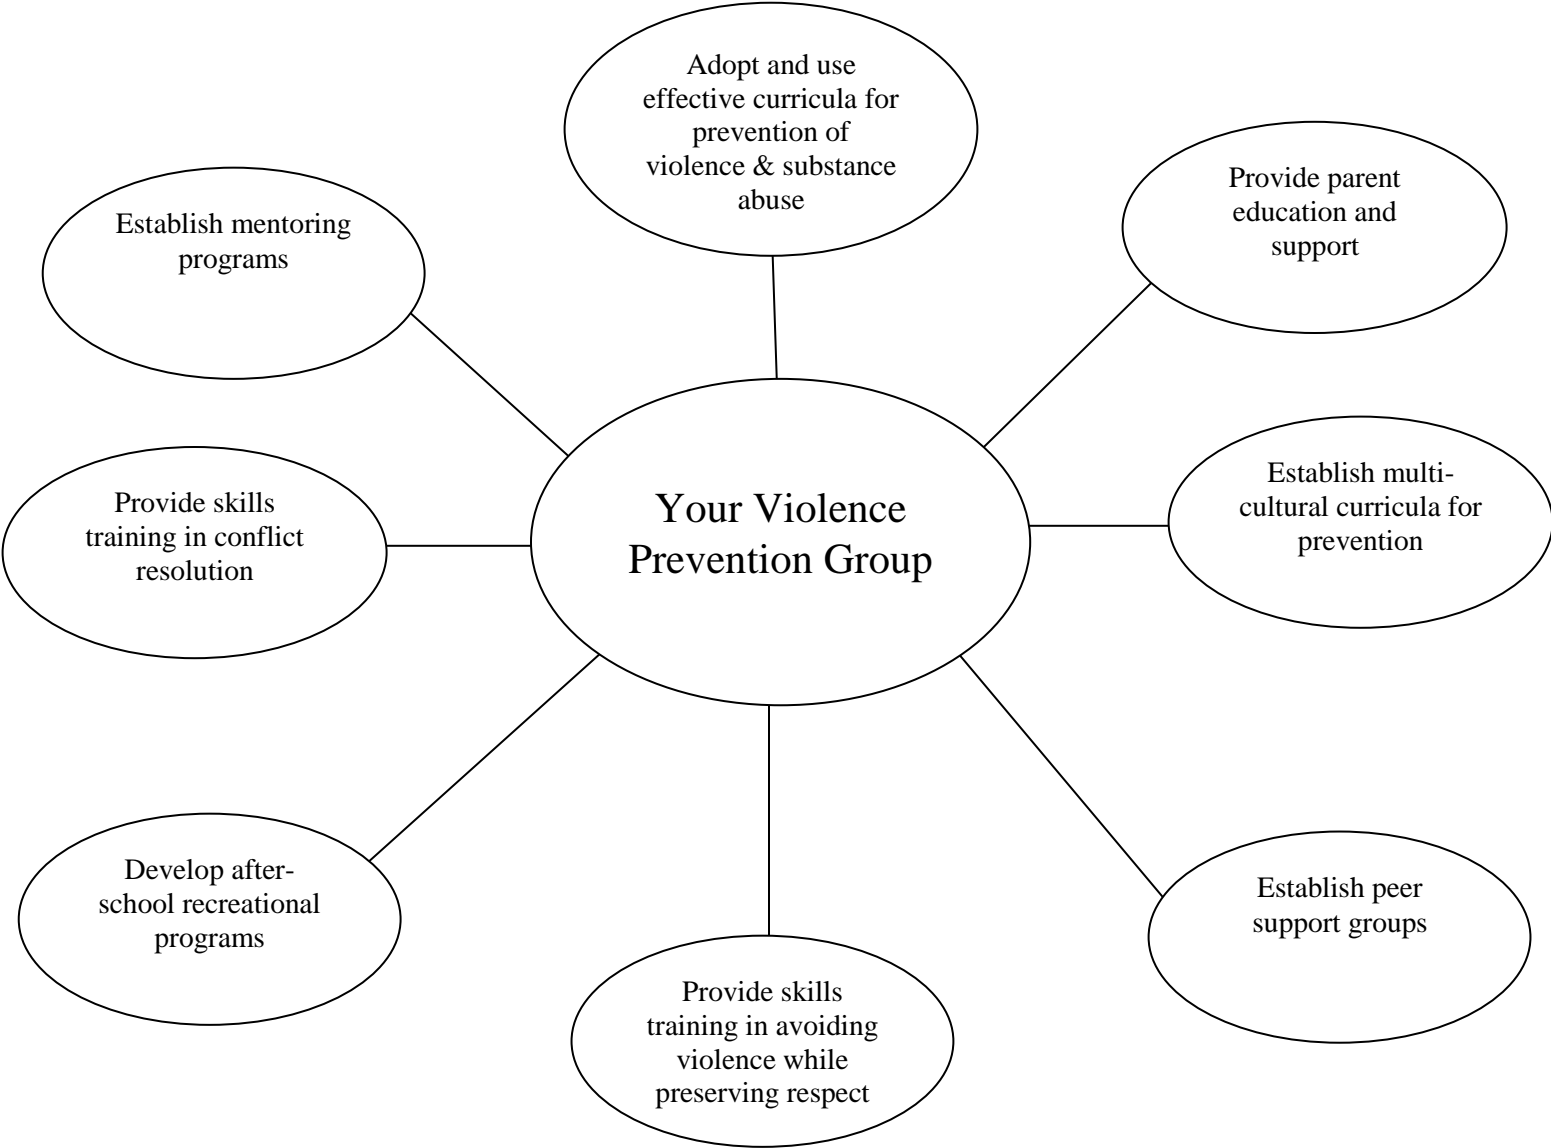 Adopt and use
effective curricula for
prevention of
violence & substance
abuse
Provide parent
education and
support
Establish mentoring
programs
Establish multi-
cultural curricula for
prevention
Provide skills
training in conflict
resolution
Your Violence
Prevention Group
Develop after-
school recreational
programs
Establish peer
support groups
Provide skills
training in avoiding
violence while
preserving respect